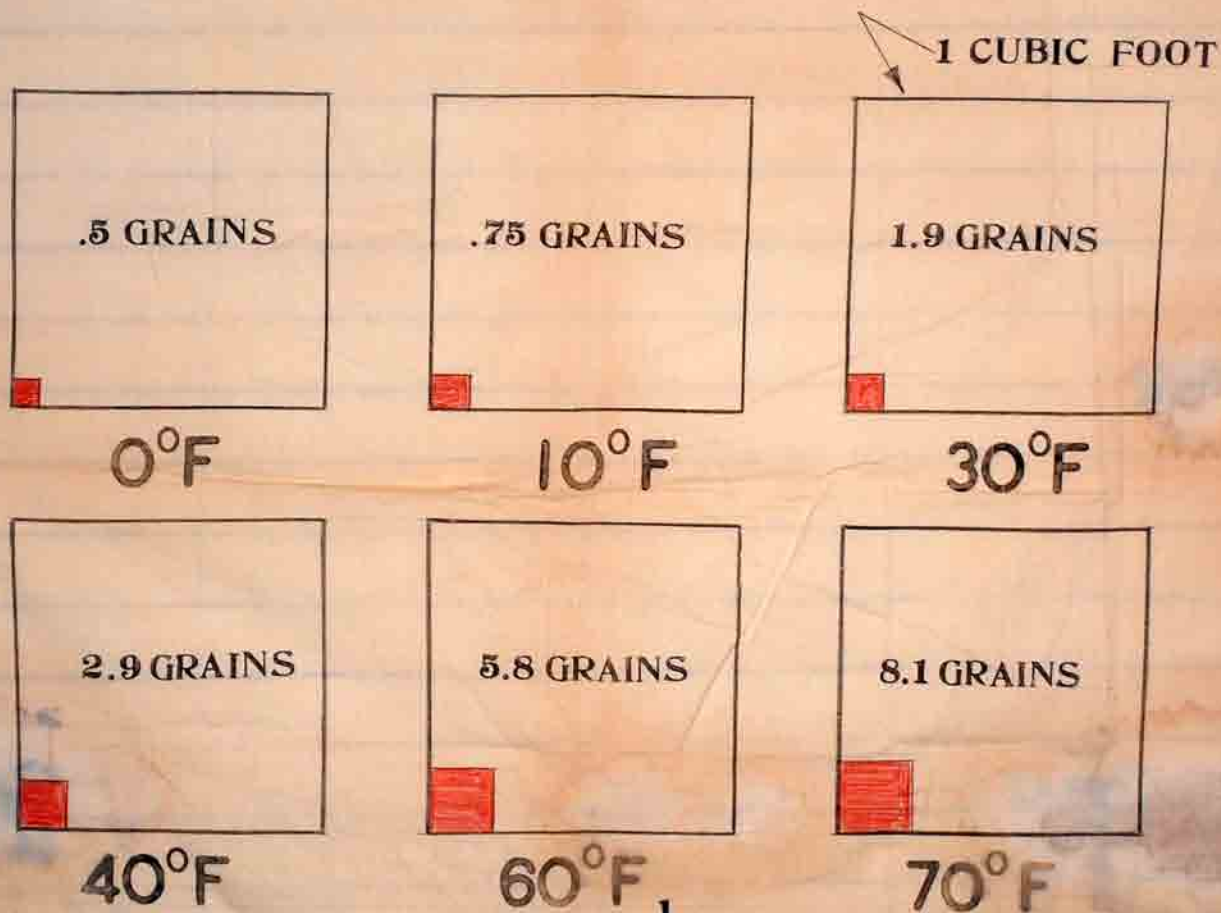 1 CUBIC FOOT
.5 GRAINS .75 GRAINS 1.9 GRAINS
0°F 10°F 30°F
2.9 GRAINS 5.8 GRAINS 8.1 GRAINS
40°F 60°F 70°F